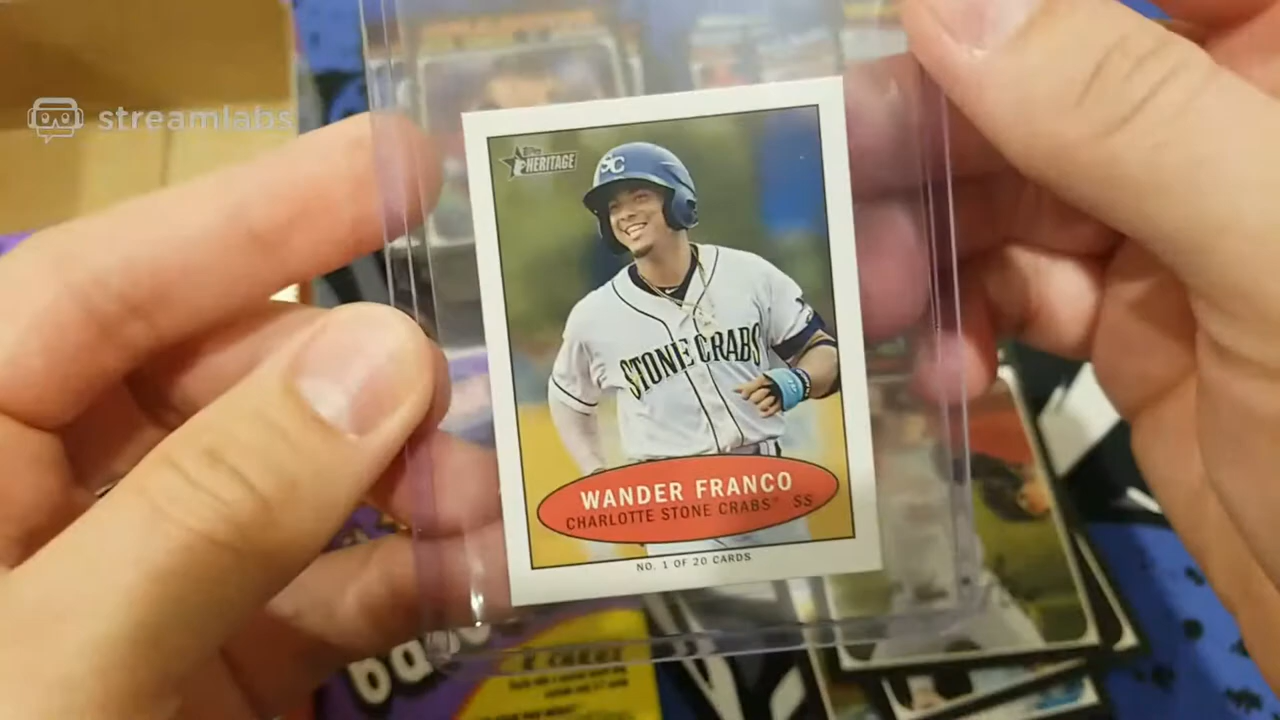 streamlabs
Topps
HERITAGE
SC
STONE CRABS
WANDER FRANCO
CHARLOTTE STONE CRABS™ SS
NO. 1 OF 20 CARDS